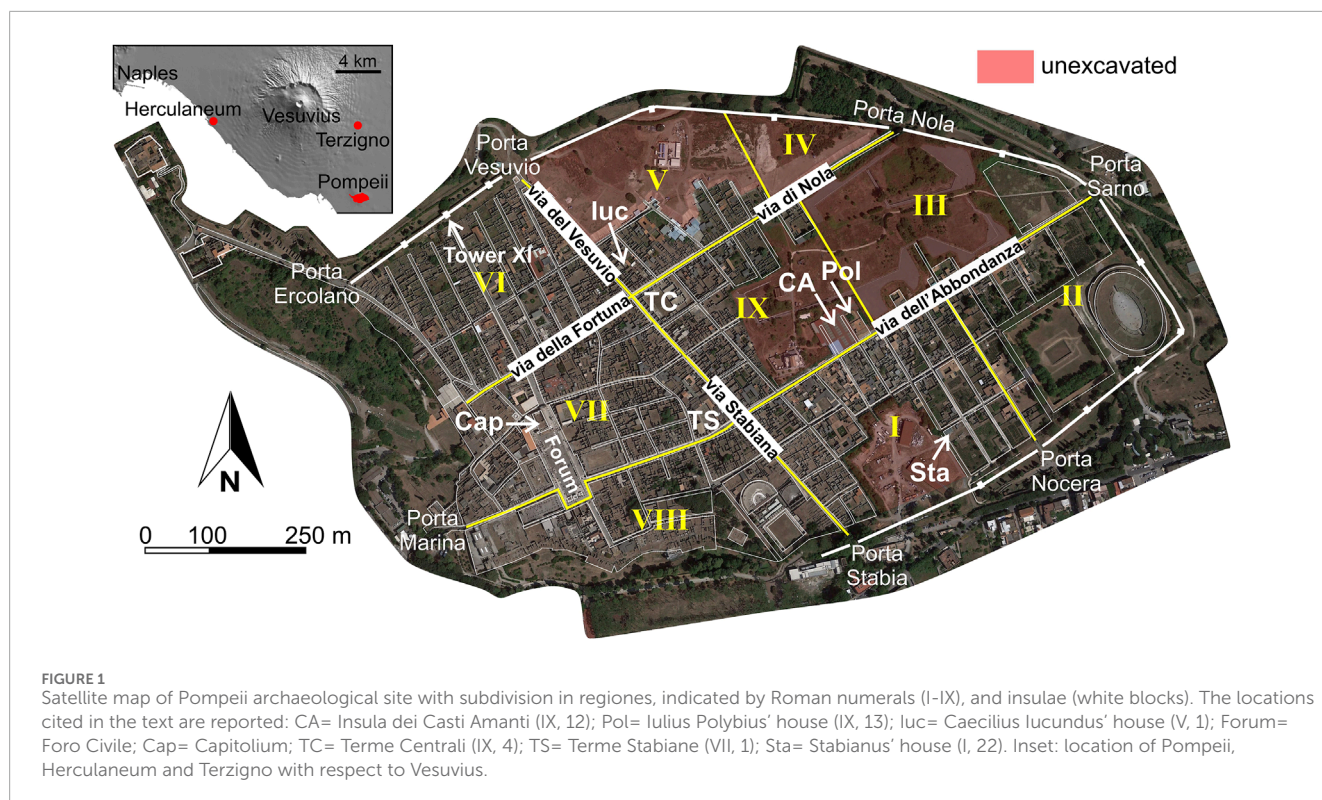 4 km
Naples
Herculaneum
Vesuvius
Terzigno
Pompeii
unexcavated
Porta Nola
Porta
Vesuvio
IV
V
Porta
Sarno
via di Nola
III
Iuc
via del Vesuvio
Tower XI
VI
Porta
Ercolano
CA
Pol
II
TC
IX
via dell'Abbondanza
via della Fortuna
via Stabiana
VII
Cap
TS
I
Forum
Sta
Porta
Nocera
N
VIII
Porta
Marina
0 100 250 m
Porta
Stabia
FIGURE 1
Satellite map of Pompeii archaeological site with subdivision in regiones, indicated by Roman numerals (I-IX), and insulae (white blocks). The locations
cited in the text are reported: CA= Insula dei Casti Amanti (IX, 12); Pol= Iulius Polybius' house (IX, 13); Iuc= Caecilius Iucundus' house (V, 1); Forum=
Foro Civile; Cap= Capitolium; TC= Terme Centrali (IX, 4); TS= Terme Stabiane (VII, 1); Sta= Stabianus' house (I, 22). Inset: location of Pompeii,
Herculaneum and Terzigno with respect to Vesuvius.